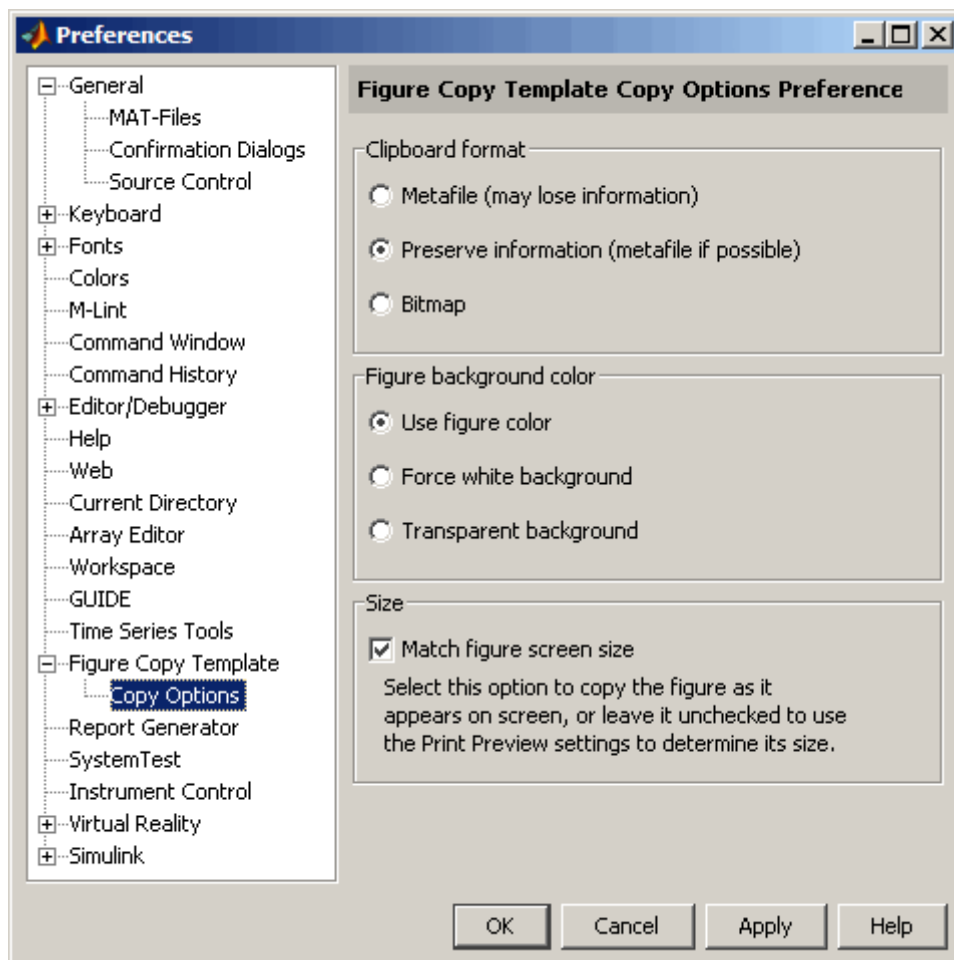 Preferences
General
MAT-Files
Confirmation Dialogs
Source Control
Keyboard
Fonts
Colors
M-Lint
Command Window
Command History
Editor/Debugger
Help
Web
Current Directory
Array Editor
Workspace
GUIDE
Time Series Tools
Figure Copy Template
Copy Options
Report Generator
SystemTest
Instrument Control
Virtual Reality
Simulink
Figure Copy Template Copy Options Preference
Clipboard format
Metafile (may lose information)
Preserve information (metafile if possible)
Bitmap
Figure background color
Use figure color
Force white background
Transparent background
Size
Match figure screen size
Select this option to copy the figure as it
appears on screen, or leave it unchecked to use
the Print Preview settings to determine its size.
OK
Cancel
Apply
Help